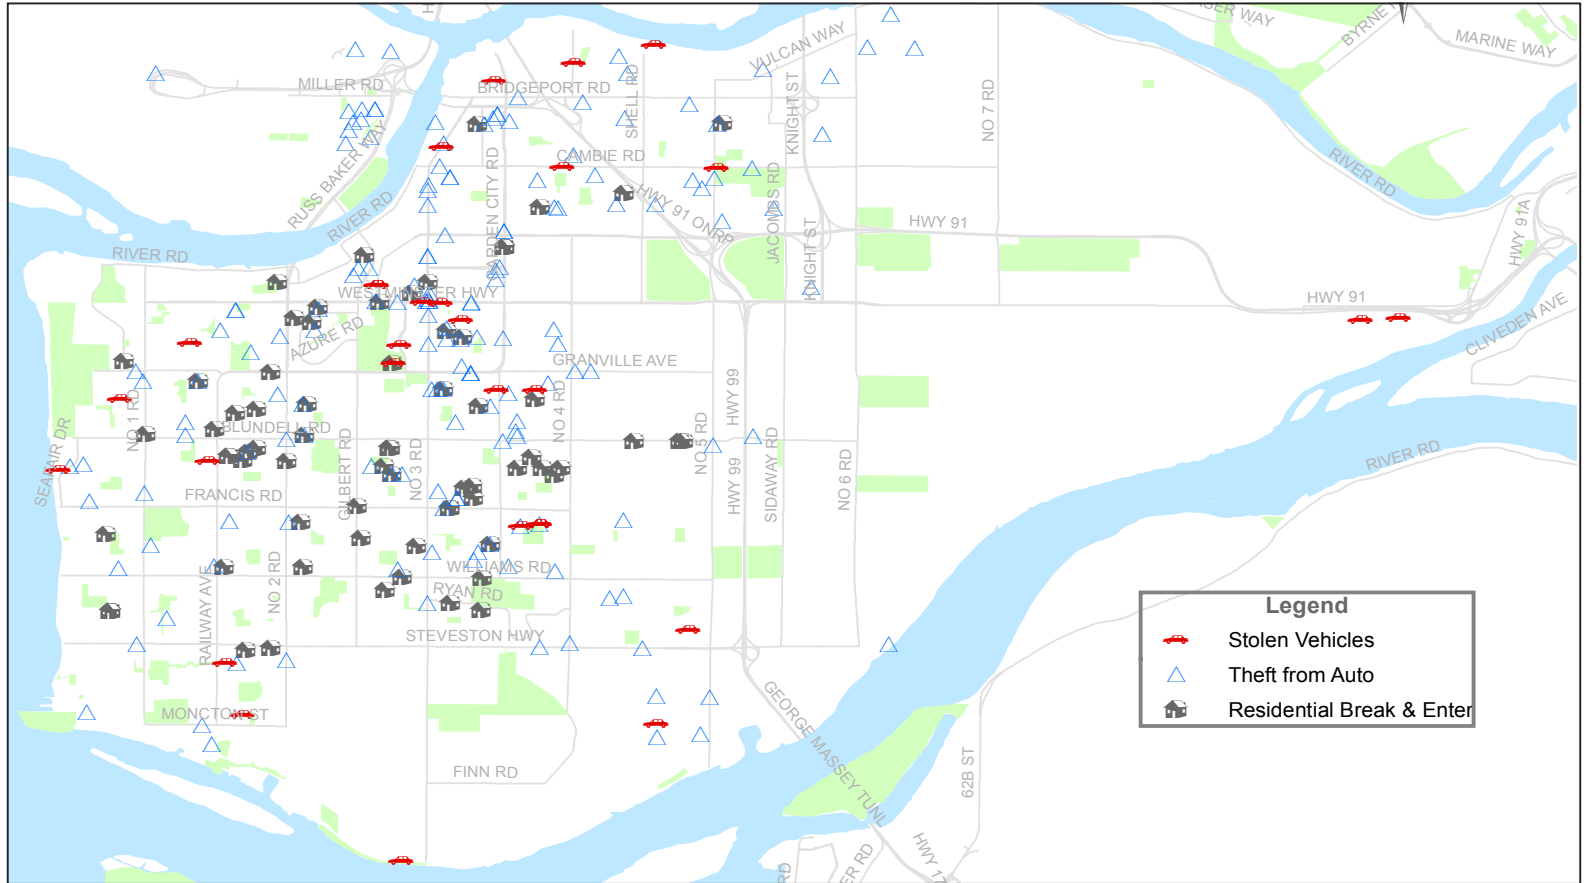 BYRNE
MARINE WAY
VULCAN WAY
MILLER RD
BRIDGEPORT RD
SHELL RD
KNIGHT ST
NO 7 RD
RUSS BAKER WAY
CAMBIE RD
RIVER RD
RIVER RD
GARDEN CITY RD
HWY 91 ONRP
JACOMBS RD
HWY 91
HWY 91A
RIVER RD
KNIGHT ST
WESTMINSTER HWY
HWY 91
CLIVEDEN AVE
AZURE RD
GRANVILLE AVE
HWY 99
NO 1 RD
NO 4 RD
BLUNDELL RD
SEAFAIR DR
GILBERT RD
NO 3 RD
NO 5 RD
RIVER RD
HWY 99
SIDAWAY RD
NO 6 RD
FRANCIS RD
WILLIAMS RD
NO 2 RD
RAILWAY AVE
RYAN RD
STEVESTON HWY
Legend
Stolen Vehicles
Theft from Auto
Residential Break & Enter
MONCTON ST
GEORGE MASSEY TUNL
FINN RD
62B ST
HWY 17
ER RD
RD